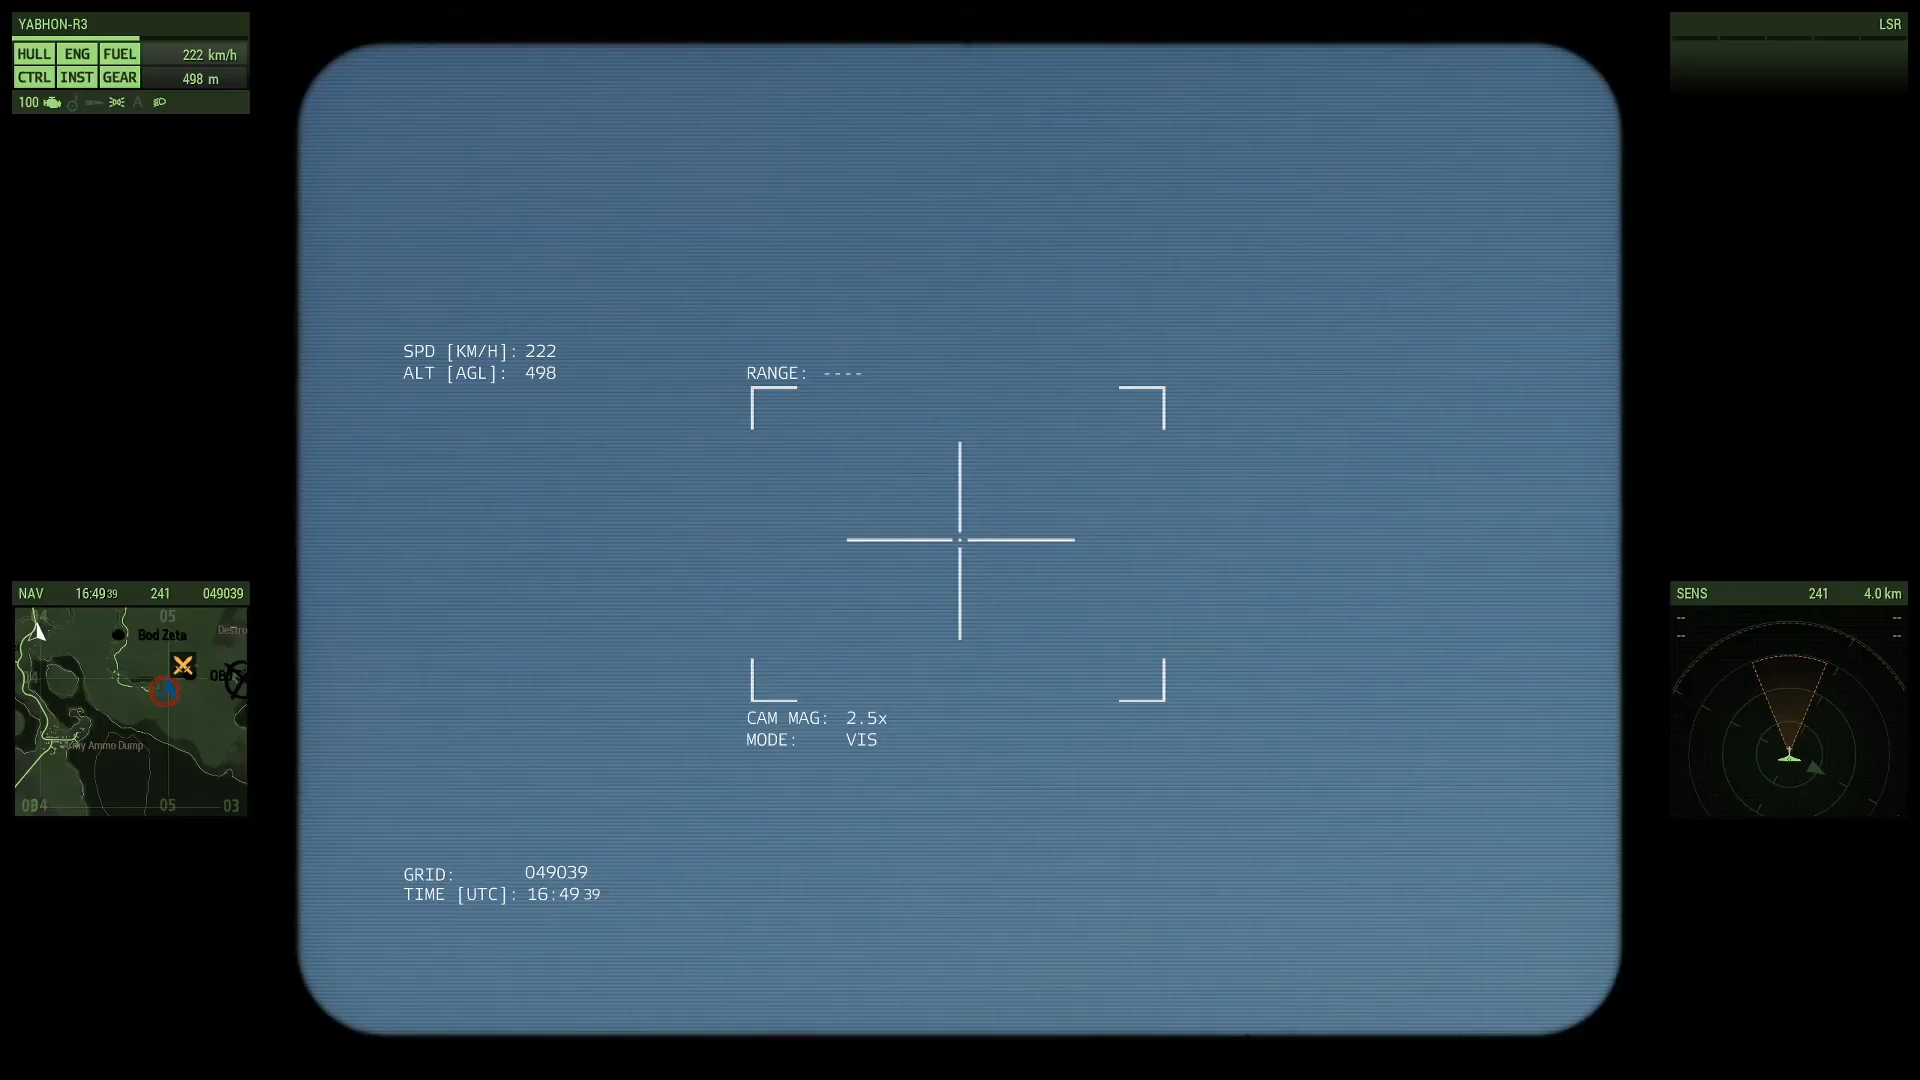 YABHON-R3
HULL ENG FUEL 222 km/h
CTRL INST GEAR 498 m
100 A
LSR
SPD [KM/H]: 222
ALT [AGL]: 498
RANGE: ----
CAM MAG: 2.5x
MODE: VIS
GRID: 049039
TIME [UTC]: 16:49 39
NAV 16:49 39 241 049039
05
Bod Zeta
Destro
Army Ammo Dump
05 03
SENS 241 4.0 km
-- --
-- --